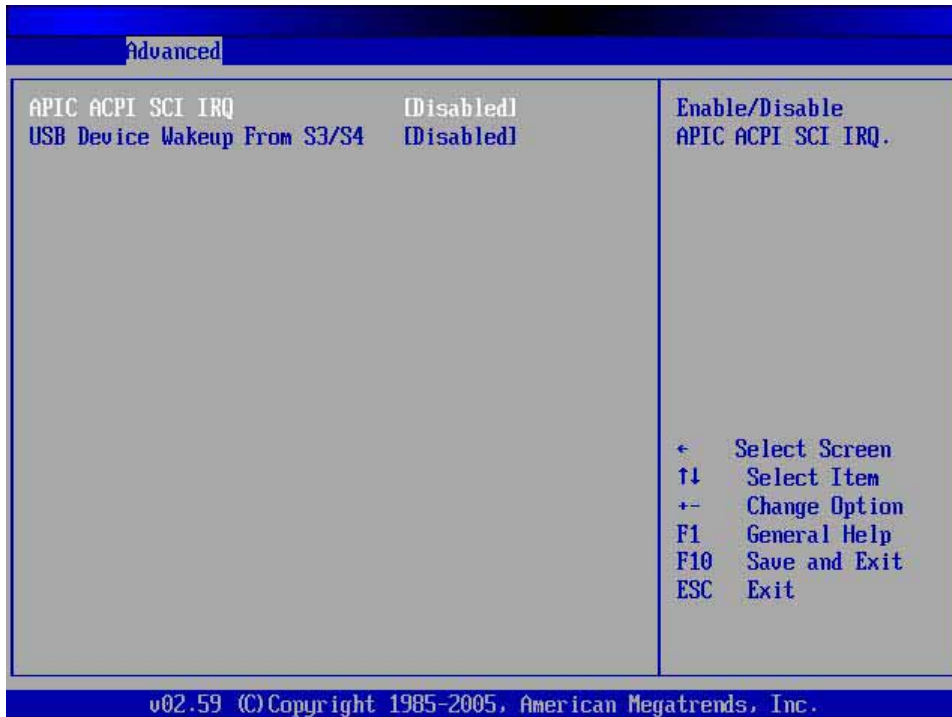 Advanced
APIC ACPI SCI IRQ [Disabled]
USB Device Wakeup From S3/S4 [Disabled]
Enable/Disable
APIC ACPI SCI IRQ.
← Select Screen
↑↓ Select Item
+- Change Option
F1 General Help
F10 Save and Exit
ESC Exit
v02.59 (C)Copyright 1985-2005, American Megatrends, Inc.